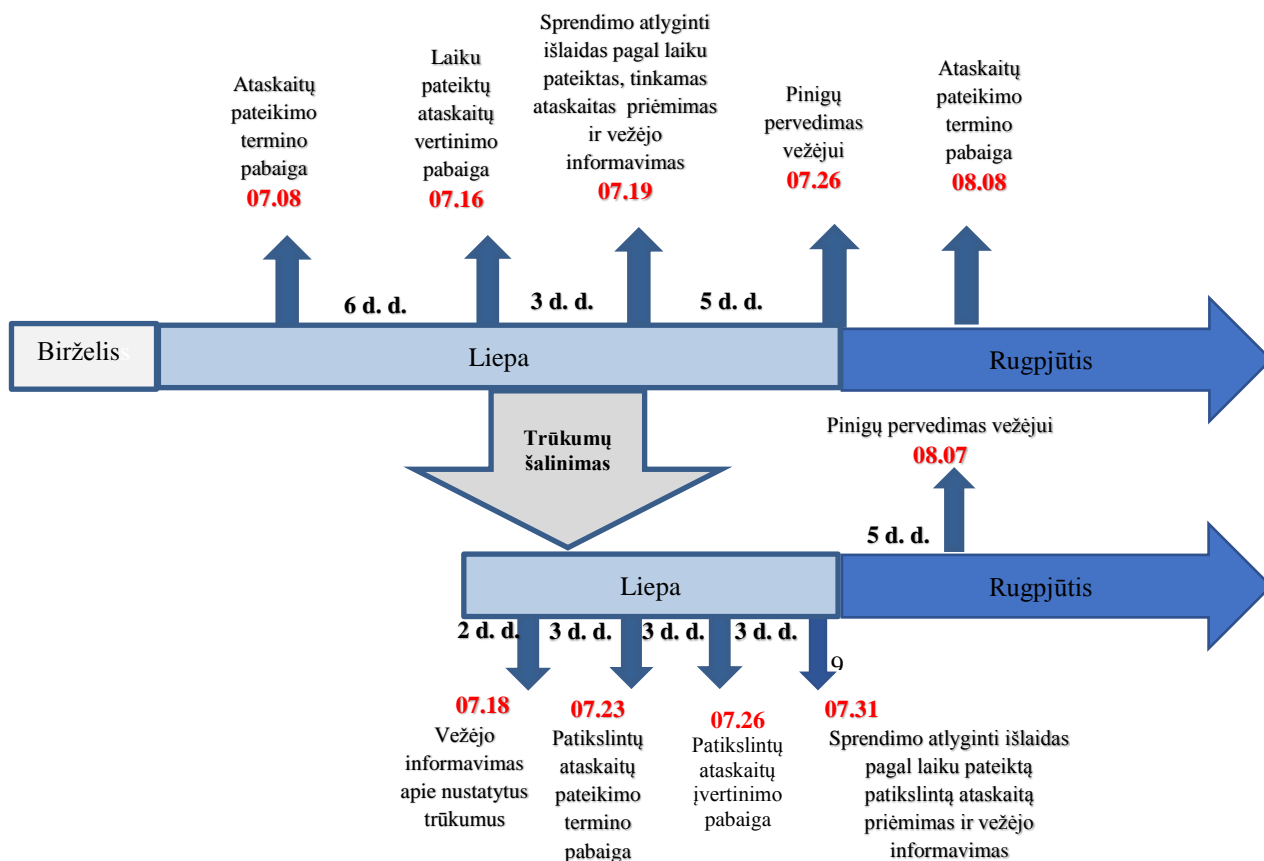 Ataskaitų
pateikimo
termino
pabaiga
07.08
Laiku
pateiktų
ataskaitų
vertinimo
pabaiga
07.16
Sprendimo atlyginti
išlaidas pagal laiku
pateiktas, tinkamas
ataskaitas priėmimas
ir vežėjo
informavimas
07.19
Pinigų
pervedimas
vežėjui
07.26
Ataskaitų
pateikimo
termino
pabaiga
08.08
6 d. d.
3 d. d.
5 d. d.
Birželis
Liepa
Rugpjūtis
Trūkumų
šalinimas
Pinigų pervedimas vežėjui
08.07
5 d. d.
Liepa
Rugpjūtis
2 d. d.
3 d. d.
3 d. d.
3 d. d.
9
07.18
Vežėjo
informavimas
apie nustatytus
trūkumus
07.23
Patikslintų
ataskaitų
pateikimo
termino
pabaiga
07.26
Patikslintų
ataskaitų
įvertinimo
pabaiga
07.31
Sprendimo atlyginti išlaidas
pagal laiku pateiktą
patikslintą ataskaitą
priėmimas ir vežėjo
informavimas